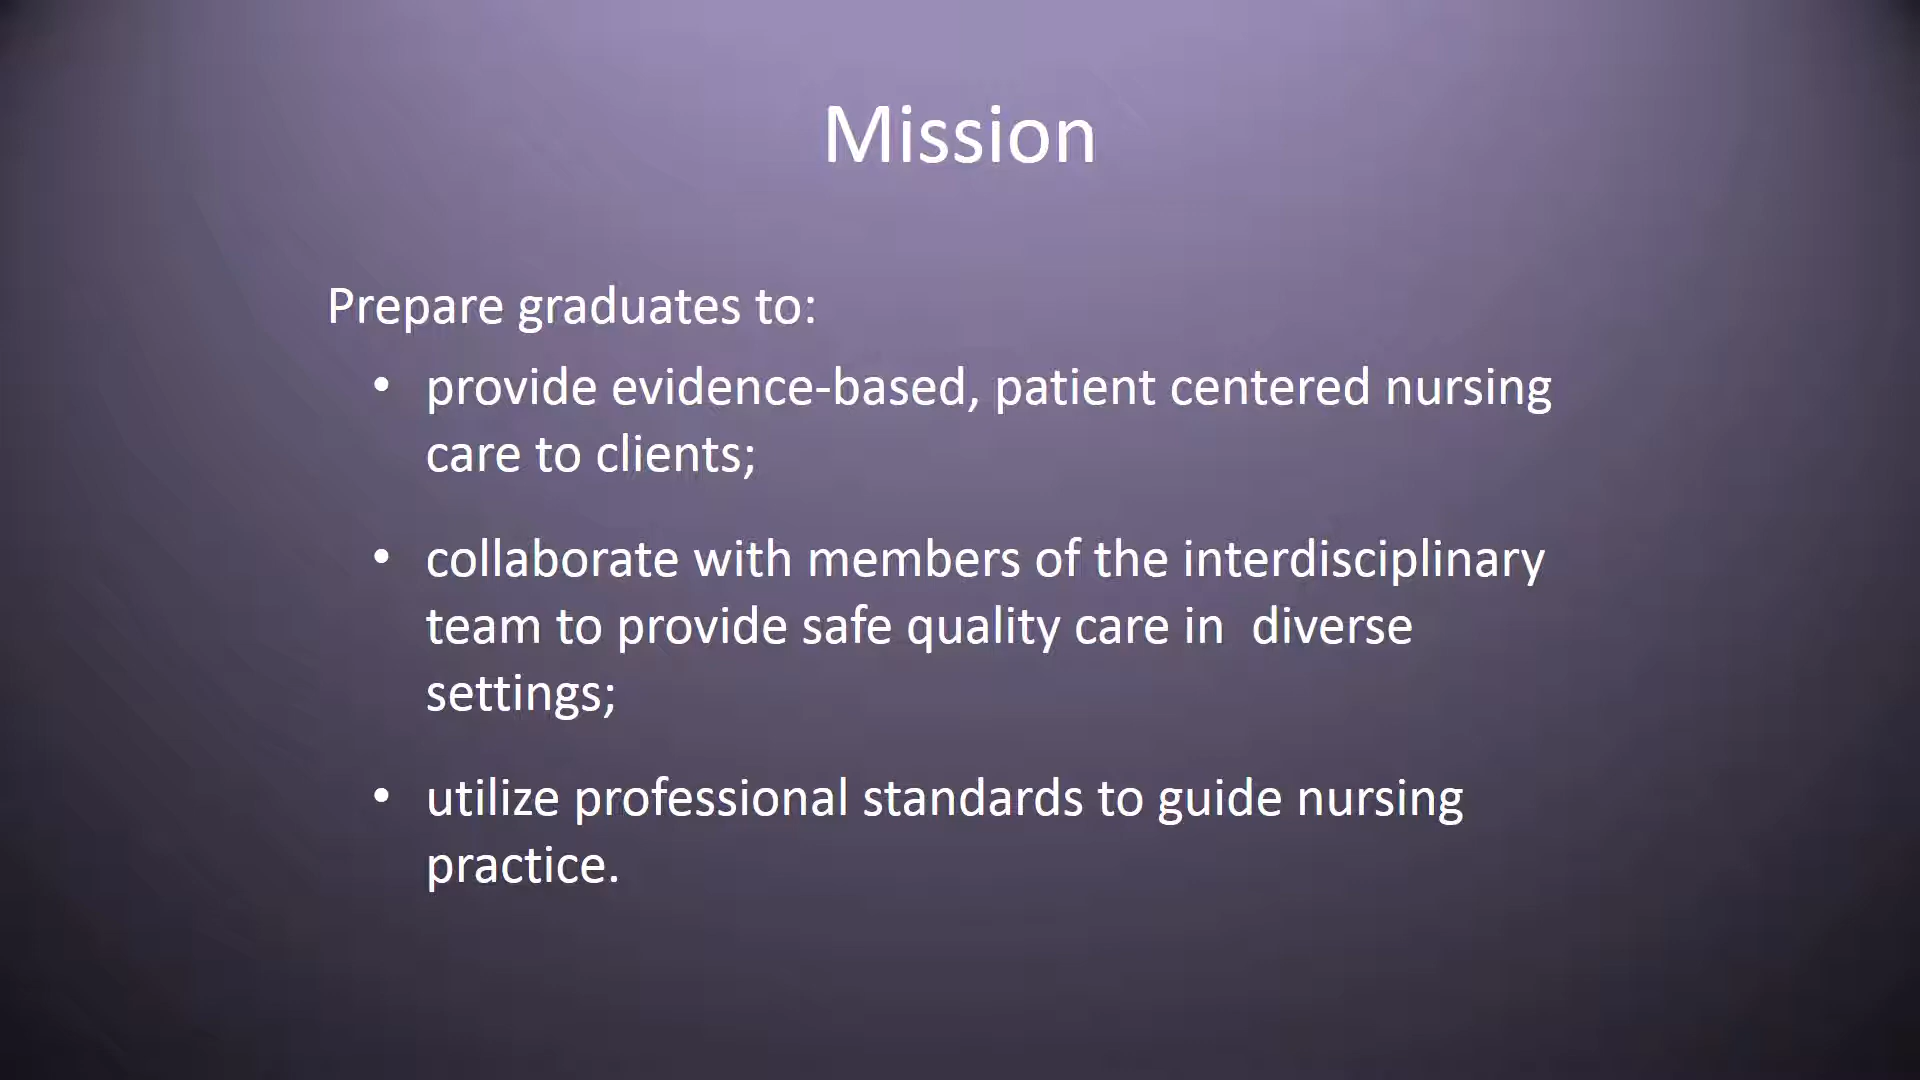 Mission
Prepare graduates to:
• provide evidence-based, patient centered nursing
care to clients;
• collaborate with members of the interdisciplinary
team to provide safe quality care in  diverse
settings;
• utilize professional standards to guide nursing
practice.